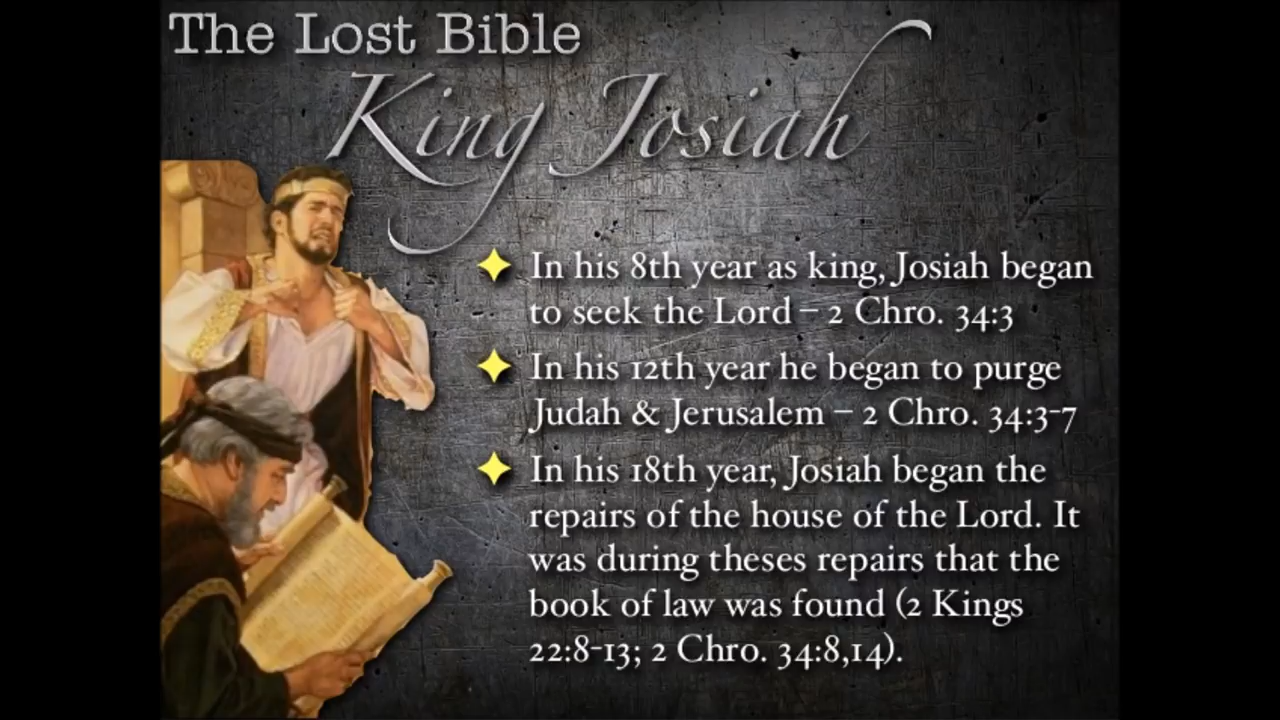 The Lost Bible
King Josiah
In his 8th year as king, Josiah began
to seek the Lord – 2 Chro. 34:3
In his 12th year he began to purge
Judah & Jerusalem – 2 Chro. 34:3-7
In his 18th year, Josiah began the
repairs of the house of the Lord. It
was during theses repairs that the
book of law was found (2 Kings
22:8-13; 2 Chro. 34:8,14).